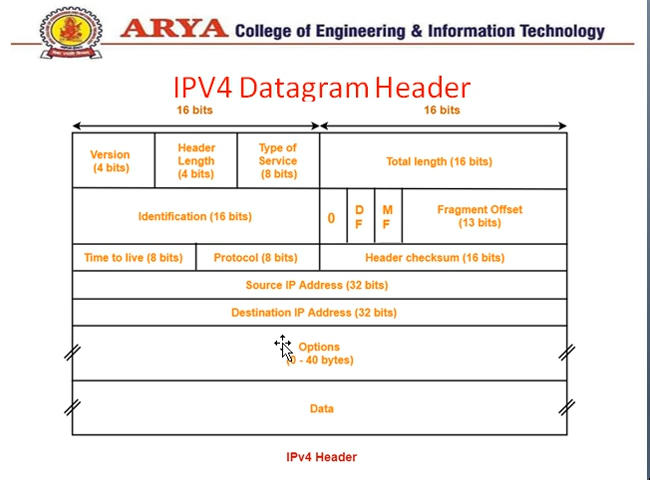 ARYA College of Engineering & Information Technology
IPV4 Datagram Header
16 bits
16 bits
Version
(4 bits)
Header
Length
(4 bits)
Type of
Service
(8 bits)
Total length (16 bits)
Identification (16 bits)
0
D
F
M
F
Fragment Offset
(13 bits)
Time to live (8 bits)
Protocol (8 bits)
Header checksum (16 bits)
Source IP Address (32 bits)
Destination IP Address (32 bits)
Options
(0 - 40 bytes)
Data
IPv4 Header